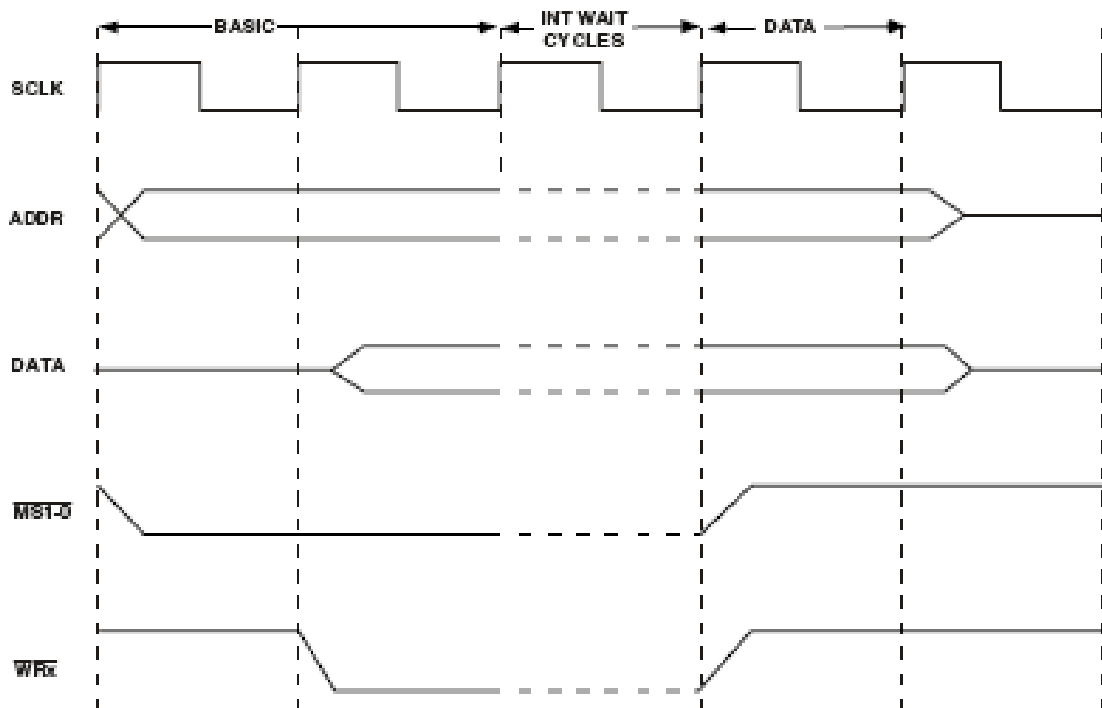 BASIC
INT WAIT
CYCLES
DATA
SCLK
ADDR
DATA
MS1-0
WRx